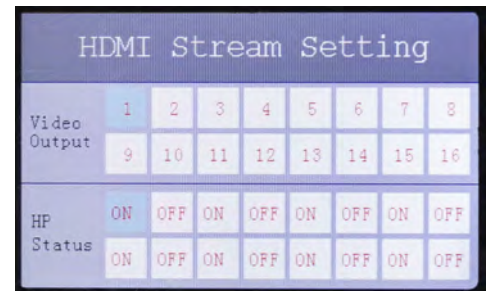 HDMI Stream Setting
Video Output
1 2 3 4 5 6 7 8
9 10 11 12 13 14 15 16
HP Status
ON OFF ON OFF ON OFF ON OFF
ON OFF ON OFF ON OFF ON OFF